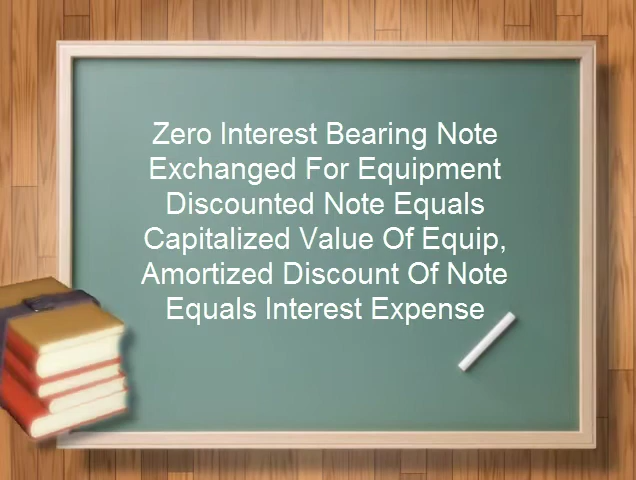 Zero Interest Bearing Note
Exchanged For Equipment
Discounted Note Equals
Capitalized Value Of Equip,
Amortized Discount Of Note
Equals Interest Expense